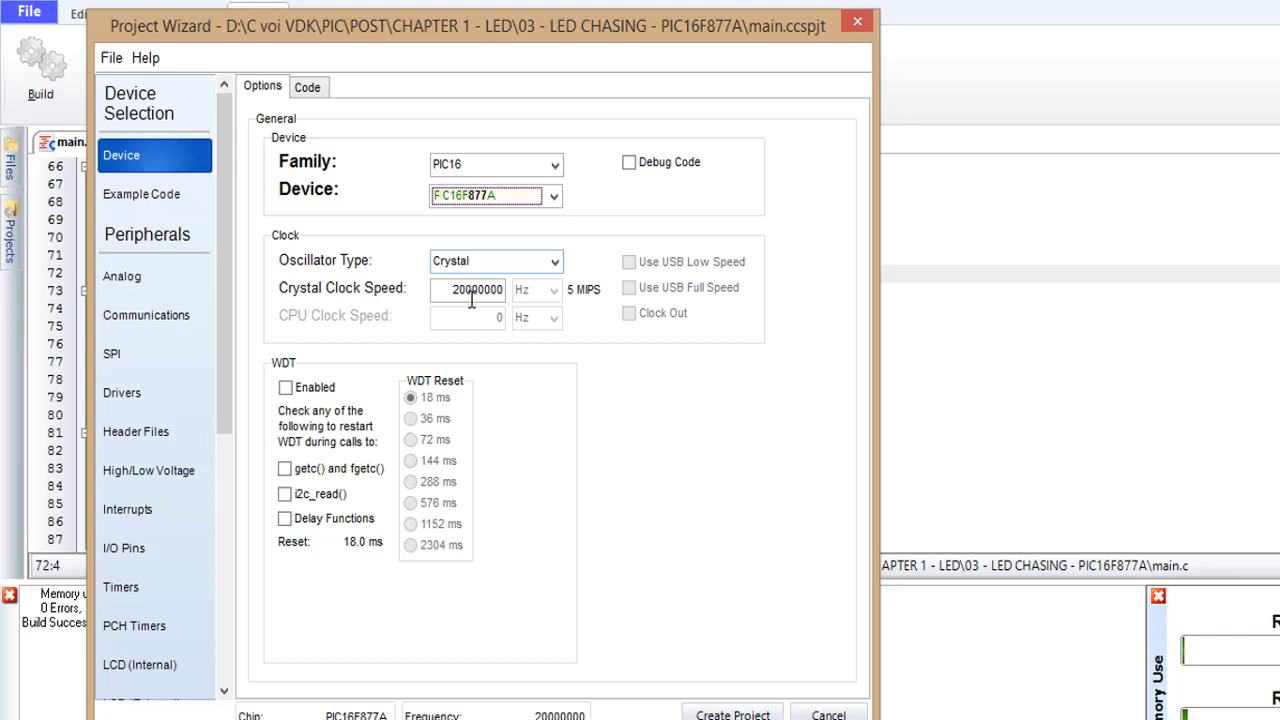 File
Edi
Project Wizard - D:\C voi VDK\PIC\POST\CHAPTER 1 - LED\03 - LED CHASING - PIC16F877A\main.ccspjt
File Help
Build
Device Selection
Device
Example Code
Peripherals
Analog
Communications
SPI
Drivers
Header Files
High/Low Voltage
Interrupts
I/O Pins
Timers
PCH Timers
LCD (Internal)
Options Code
General
Device
Family: PIC16
Debug Code
Device: PIC16F877A
Clock
Oscillator Type: Crystal
Use USB Low Speed
Crystal Clock Speed: 20000000 Hz 5 MIPS
Use USB Full Speed
CPU Clock Speed: 0 Hz
Clock Out
WDT
Enabled
Check any of the
following to restart
WDT during calls to:
getc() and fgetc()
i2c_read()
Delay Functions
Reset: 18.0 ms
WDT Reset
18 ms
36 ms
72 ms
144 ms
288 ms
576 ms
1152 ms
2304 ms
Chip: PIC16F877A
Frequency: 20000000
Create Project
Cancel
Files
Projects
main.
66
67
68
69
70
71
72
73
74
75
76
77
78
79
80
81
82
83
84
85
86
87
72:4
APTER 1 - LED\03 - LED CHASING - PIC16F877A\main.c
Memory u
0 Errors,
Build Succes
mory Use
R